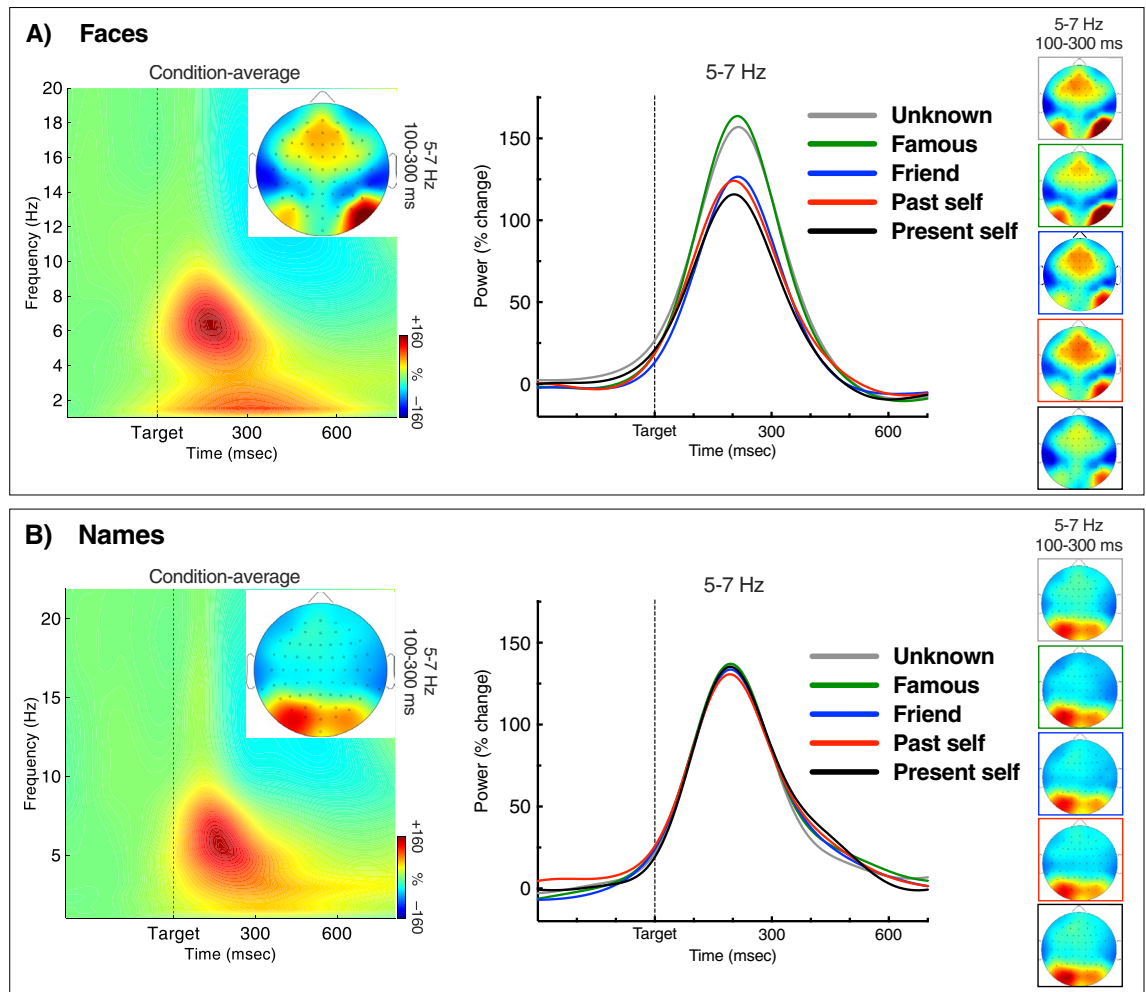 A) Faces
Condition-average
20
18
16
14
12
10
8
6
4
2
Frequency (Hz)
Target 300 600
Time (msec)
5-7 Hz
100-300 ms
+160
%
−160
5-7 Hz
150
100
50
0
Power (% change)
Target 300 600
Time (msec)
Unknown
Famous
Friend
Past self
Present self
5-7 Hz
100-300 ms
B) Names
Condition-average
20
15
10
5
Frequency (Hz)
Target 300 600
Time (msec)
5-7 Hz
100-300 ms
+160
%
−160
5-7 Hz
150
100
50
0
Power (% change)
Target 300 600
Time (msec)
Unknown
Famous
Friend
Past self
Present self
5-7 Hz
100-300 ms